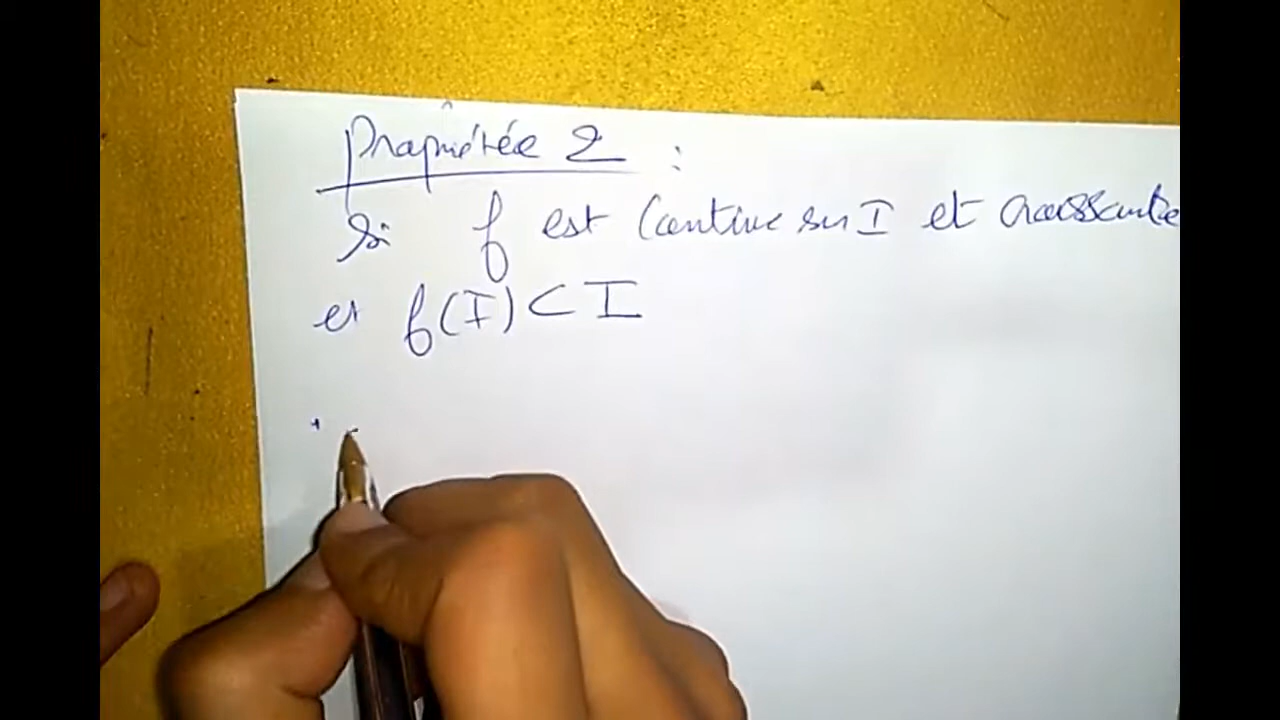 Propriétée 2 :
Si f est Continue sur I et croissante
et f(I) ⊂ I